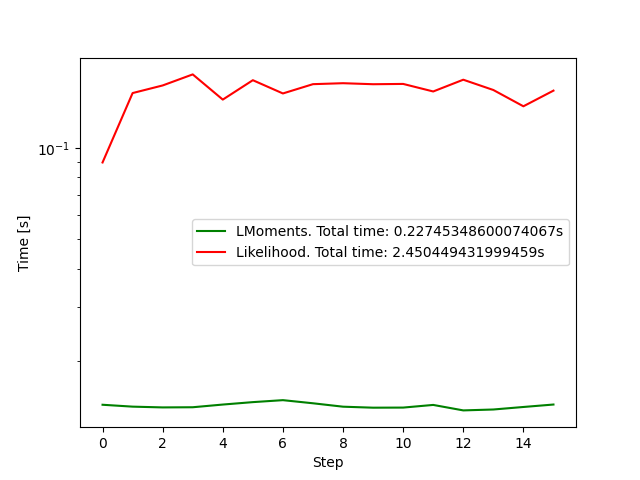 Time [s]
10⁻¹
LMoments. Total time: 0.22745348600074067s
Likelihood. Total time: 2.450449431999459s
0 2 4 6 8 10 12 14
Step